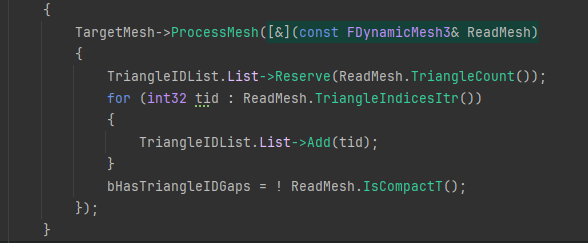 {
TargetMesh->ProcessMesh([&](const FDynamicMesh3& ReadMesh)
{
TriangleIDList.List->Reserve(ReadMesh.TriangleCount());
for (int32 tid : ReadMesh.TriangleIndicesItr())
{
TriangleIDList.List->Add(tid);
}
bHasTriangleIDGaps = ! ReadMesh.IsCompactT();
});
}